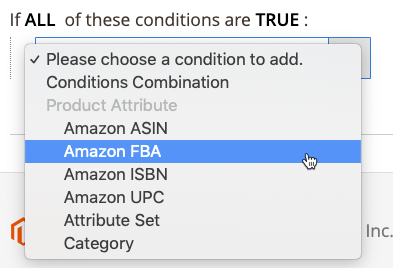 If ALL of these conditions are TRUE :
✓ Please choose a condition to add.
Conditions Combination
Product Attribute
Amazon ASIN
Amazon FBA
Amazon ISBN
Amazon UPC
Attribute Set
Category
Inc.